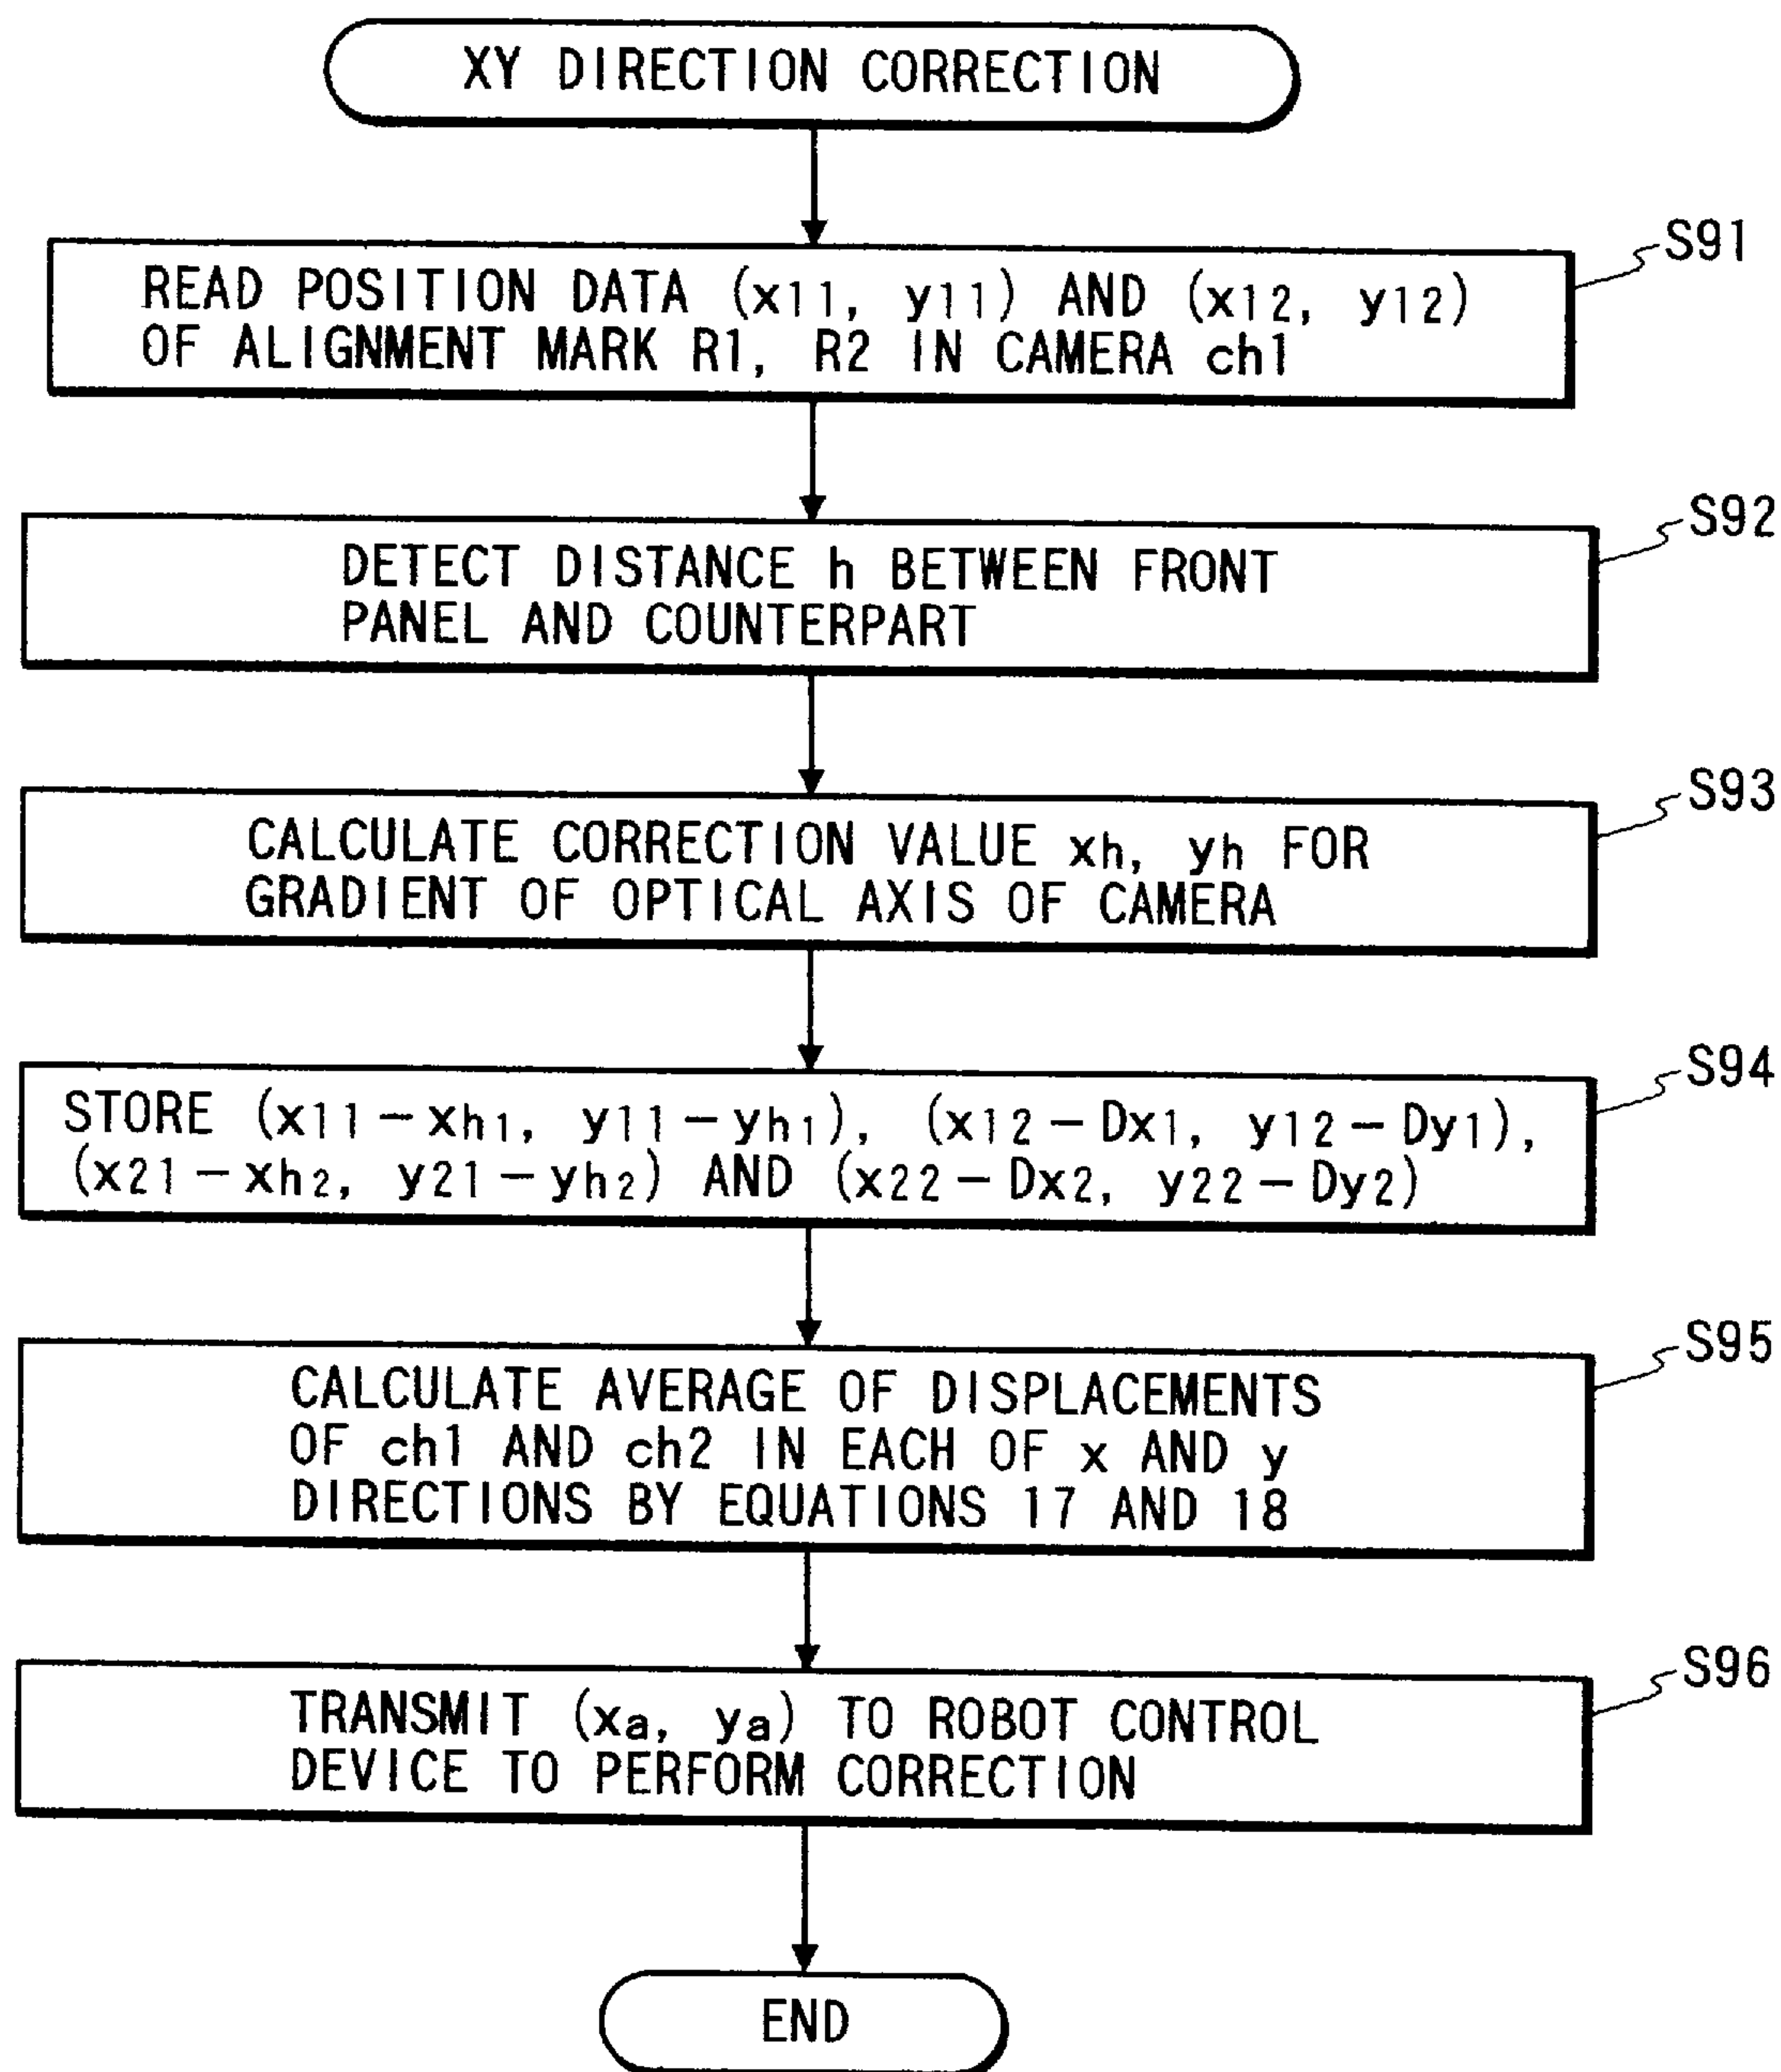 XY DIRECTION CORRECTION
S91
READ POSITION DATA (x11, y11) AND (x12, y12)
OF ALIGNMENT MARK R1, R2 IN CAMERA ch1
S92
DETECT DISTANCE h BETWEEN FRONT
PANEL AND COUNTERPART
S93
CALCULATE CORRECTION VALUE xh, yh FOR
GRADIENT OF OPTICAL AXIS OF CAMERA
S94
STORE (x11-xh1, y11-yh1), (x12-Dx1, y12-Dy1),
(x21-xh2, y21-yh2) AND (x22-Dx2, y22-Dy2)
S95
CALCULATE AVERAGE OF DISPLACEMENTS
OF ch1 AND ch2 IN EACH OF x AND y
DIRECTIONS BY EQUATIONS 17 AND 18
S96
TRANSMIT (xa, ya) TO ROBOT CONTROL
DEVICE TO PERFORM CORRECTION
END